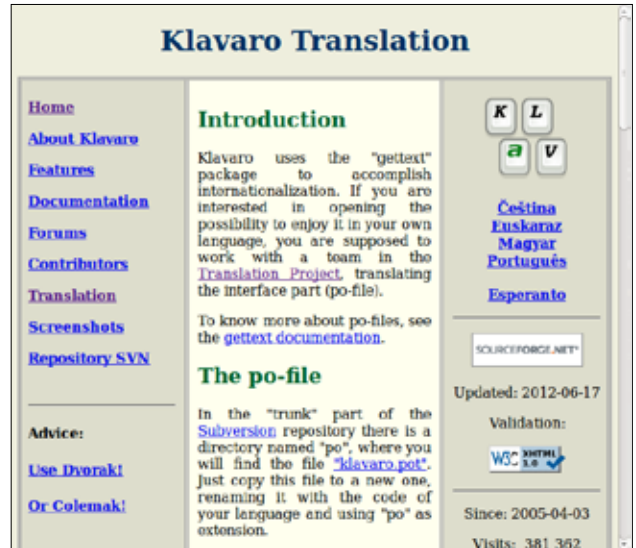 Klavaro Translation
Home
About Klavaro
Features
Documentation
Forums
Contributors
Translation
Screenshots
Repository SVN
Advice:
Use Dvorak!
Or Colemak!
Introduction
Klavaro uses the "gettext"
package to accomplish
internationalization. If you are
interested in opening the
possibility to enjoy it in your own
language, you are supposed to
work with a team in the
Translation Project, translating
the interface part (po-file).
To know more about po-files, see
the gettext documentation.
The po-file
In the "trunk" part of the
Subversion repository there is a
directory named "po", where you
will find the file "klavaro.pot".
Just copy this file to a new one,
renaming it with the code of
your language and using "po" as
extension.
K L
a V
Čeština
Euskaraz
Magyar
Português
Esperanto
SOURCEFORGE.NET®
Updated: 2012-06-17
Validation:
W3C XHTML 1.0
Since: 2005-04-03
Visits: 381,362